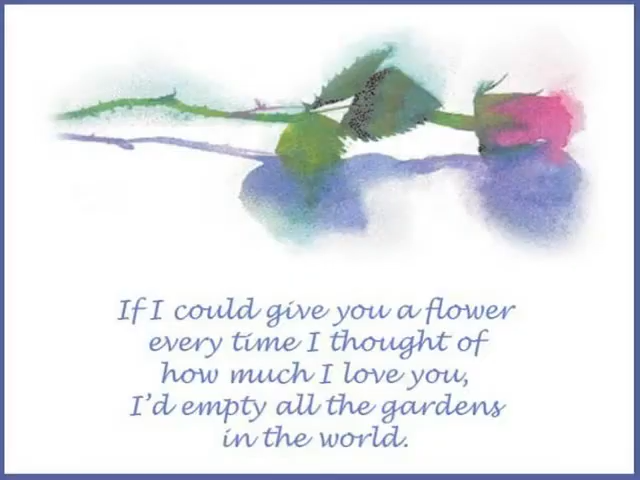 If I could give you a flower
every time I thought of
how much I love you,
I'd empty all the gardens
in the world.